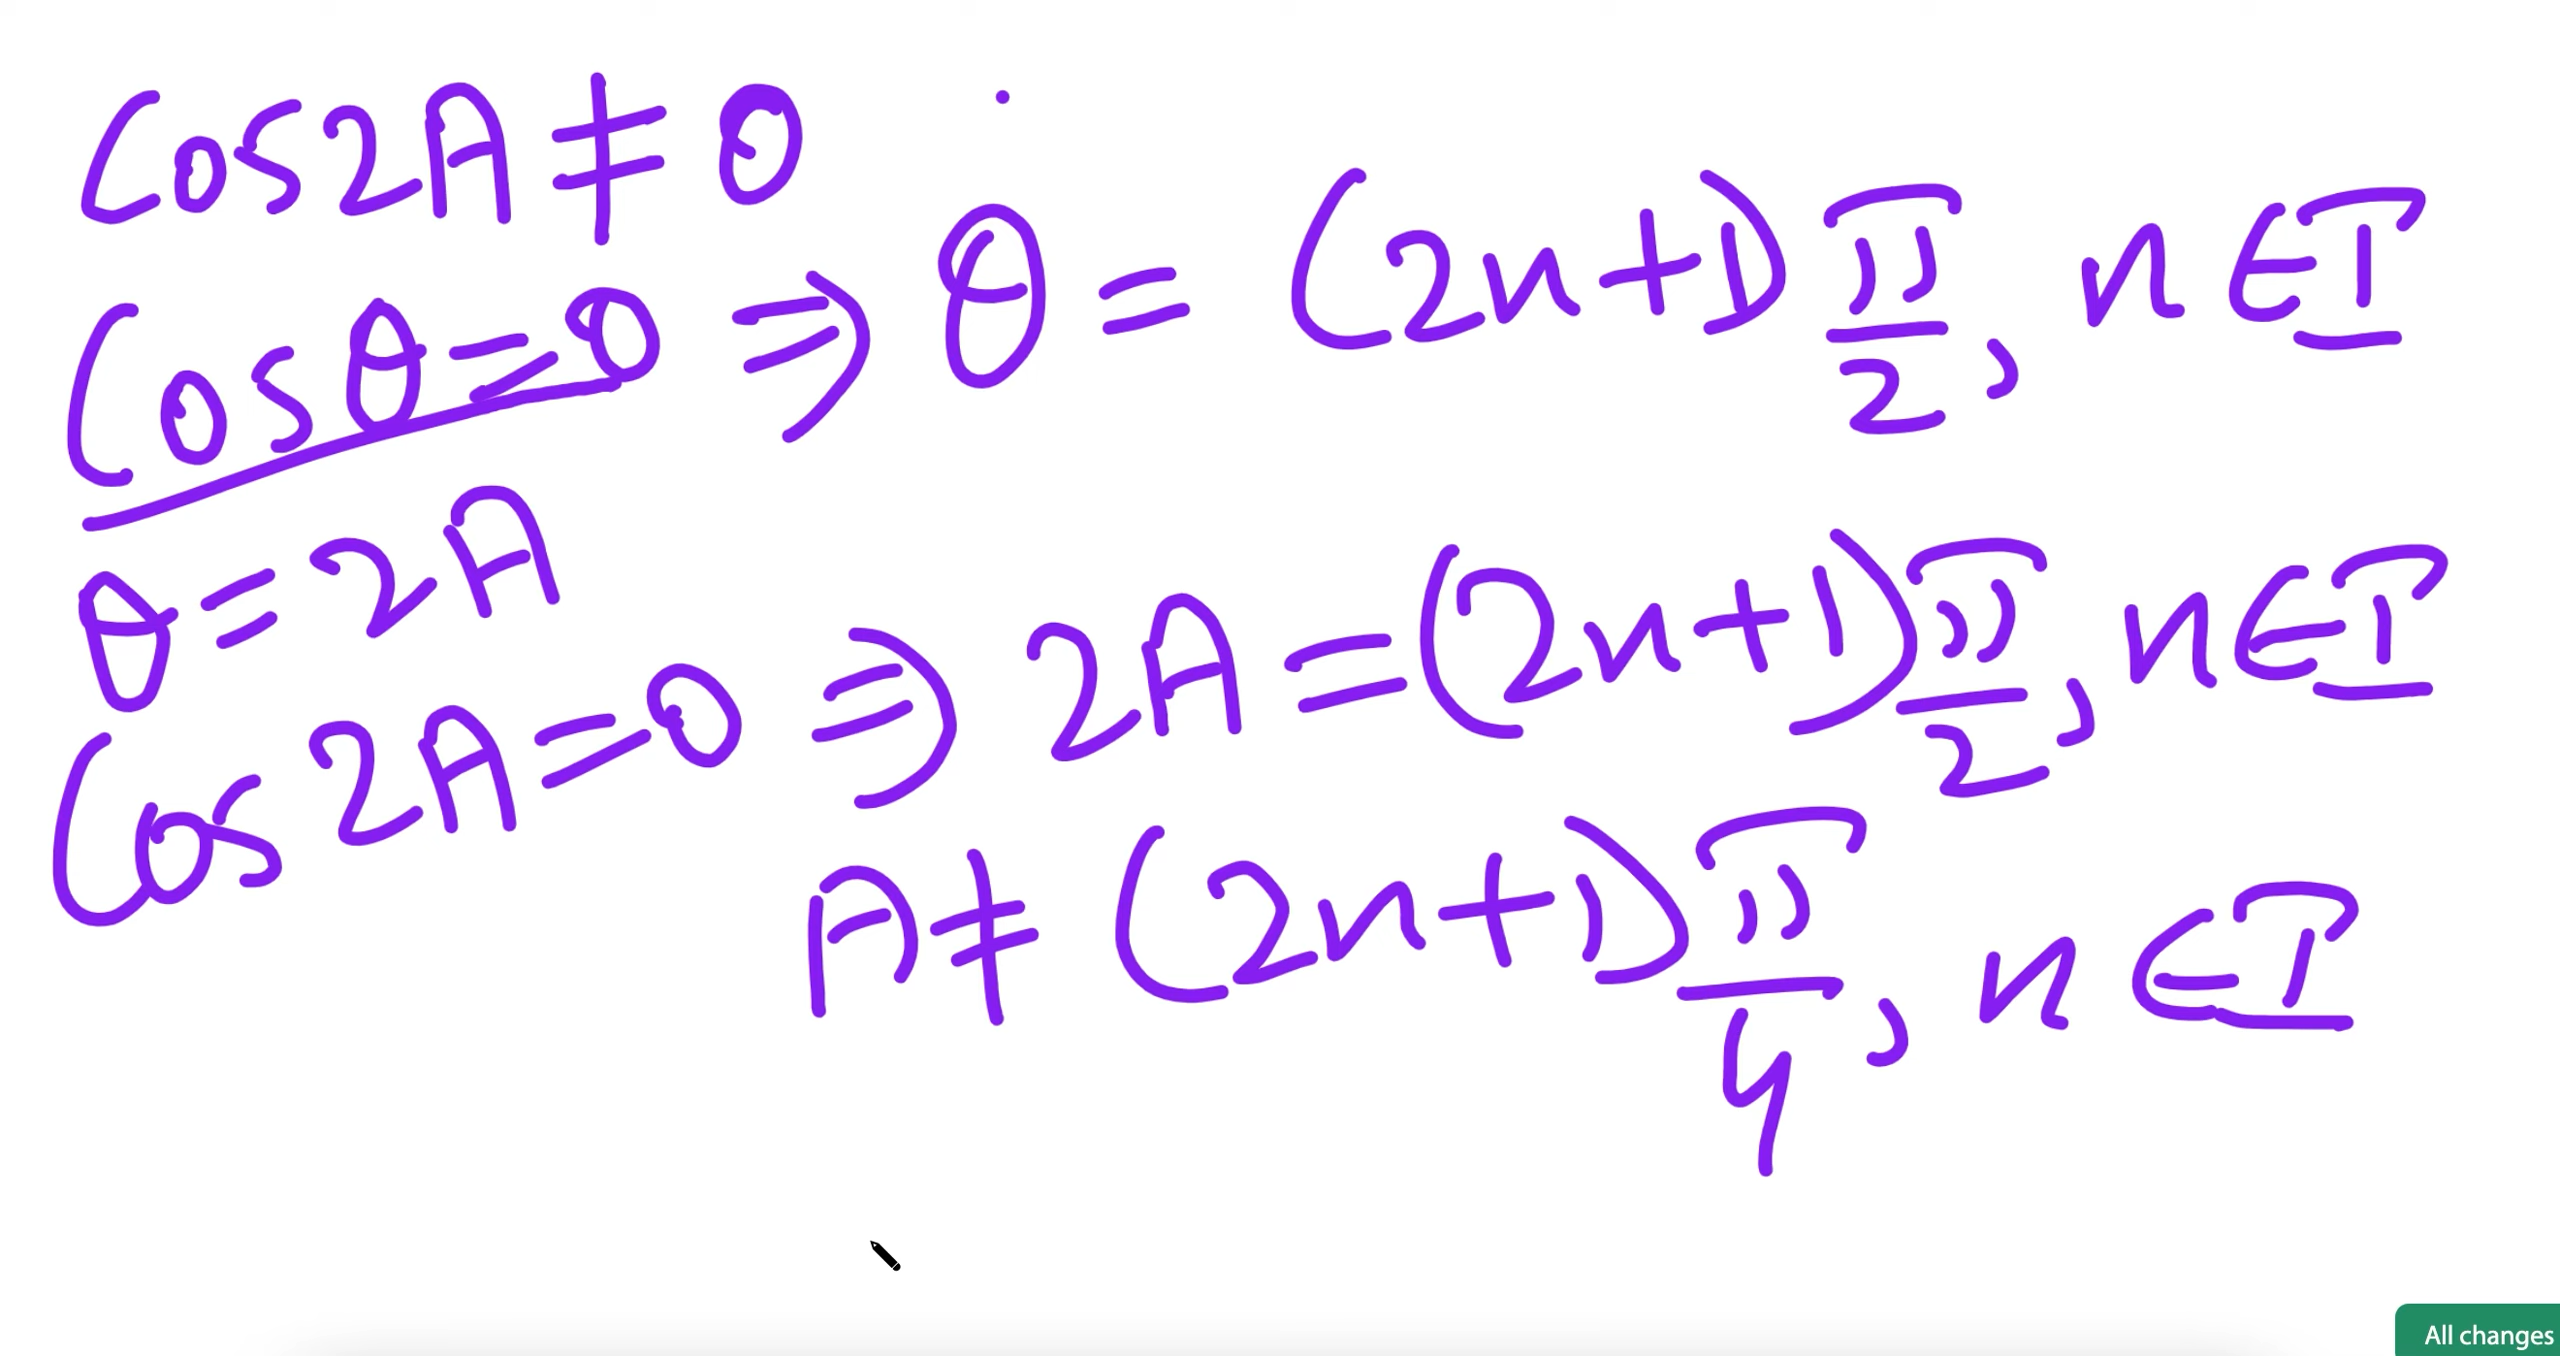 Cos2A ≠ 0
Cosθ=0 ⇒ θ = (2n+1)π/2, n∈I
θ=2A
Cos2A=0 ⇒ 2A=(2n+1)π/2, n∈I
A≠(2n+1)π/4, n∈I
All changes